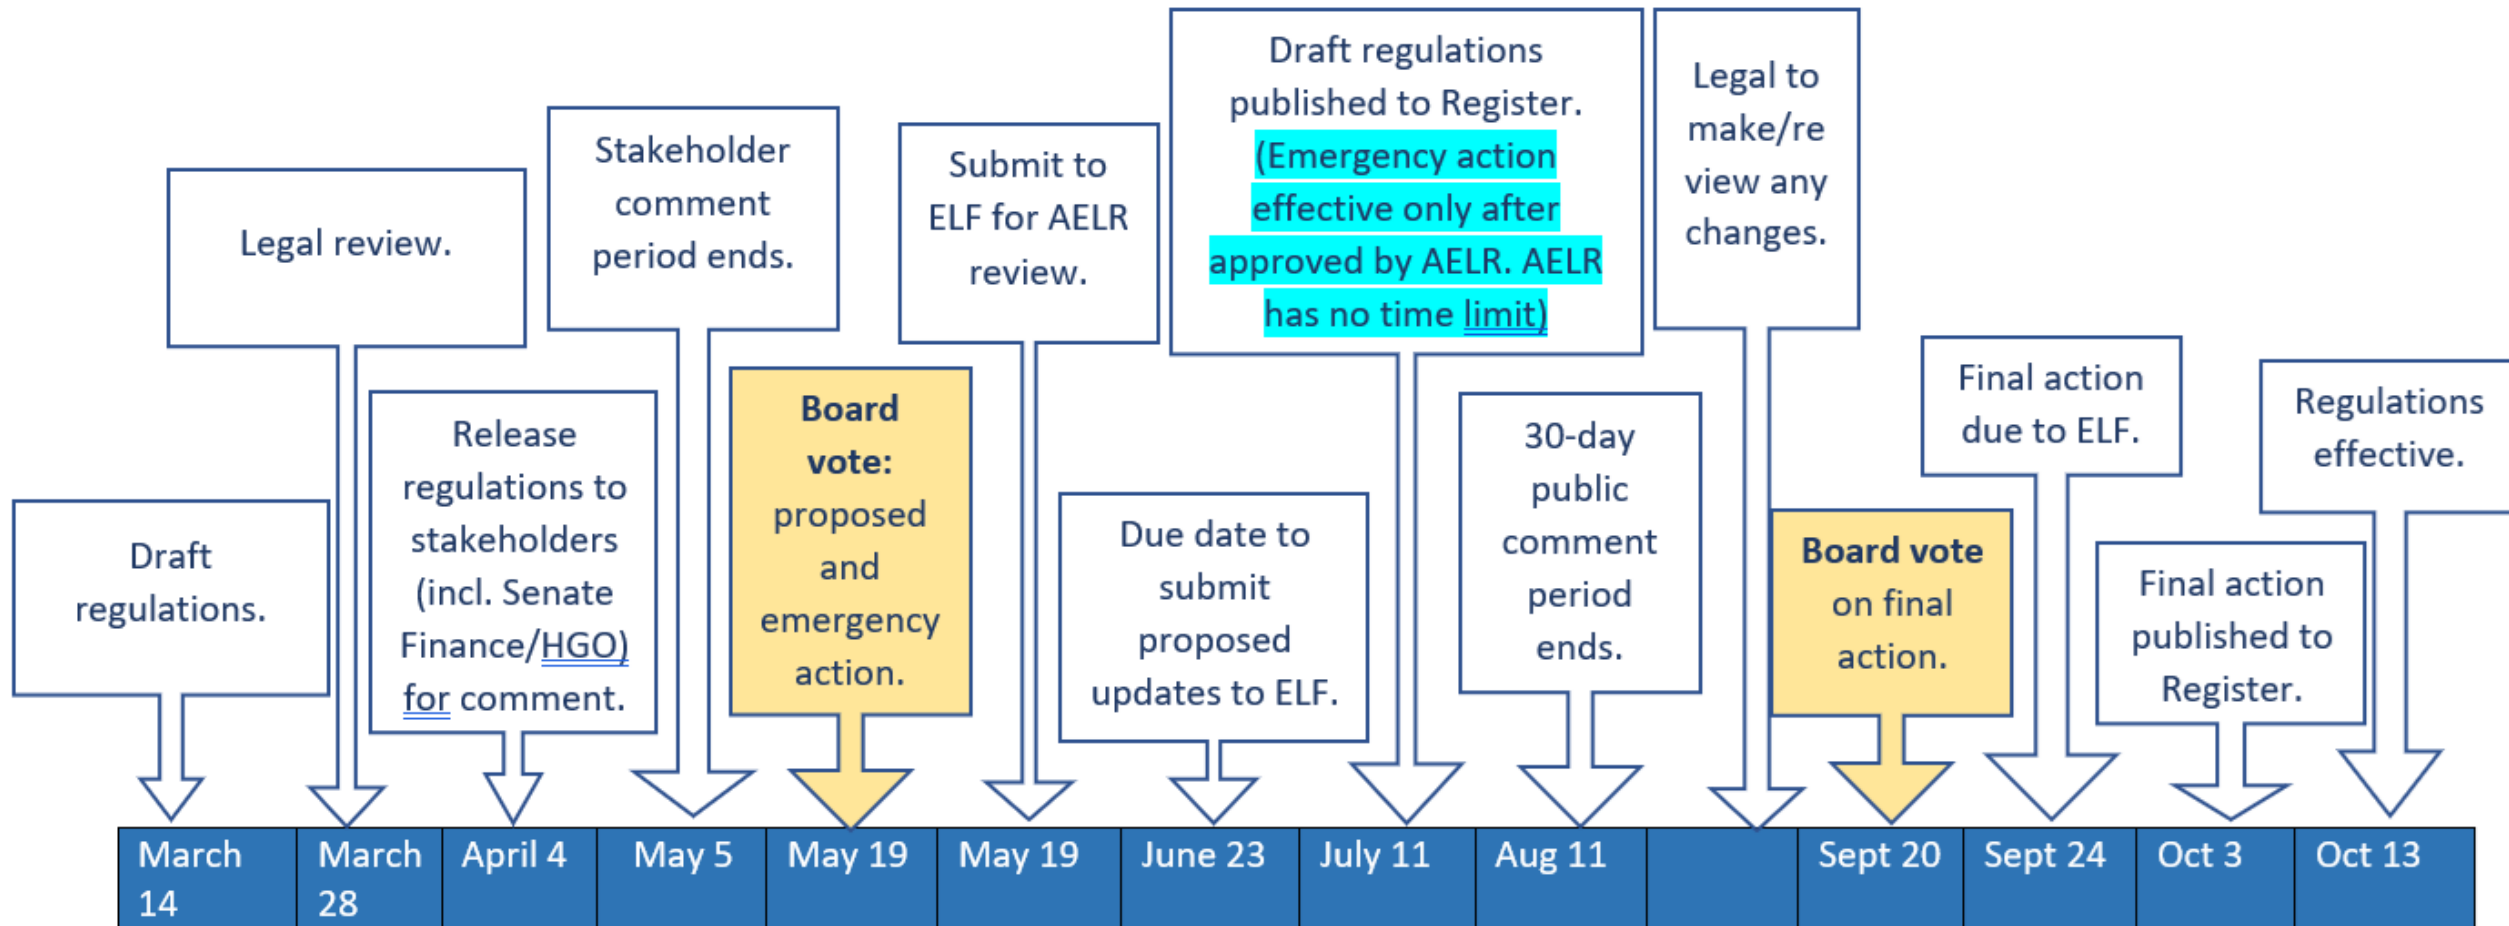 Draft
regulations.
Legal review.
Release
regulations to
stakeholders
(incl. Senate
Finance/HGO)
for comment.
Stakeholder
comment
period ends.
Board
vote:
proposed
and
emergency
action.
Submit to
ELF for AELR
review.
Due date to
submit
proposed
updates to ELF.
Draft regulations
published to Register.
(Emergency action
effective only after
approved by AELR. AELR
has no time limit)
30-day
public
comment
period
ends.
Legal to
make/re
view any
changes.
Board vote
on final
action.
Final action
due to ELF.
Final action
published to
Register.
Regulations
effective.
March
14
March
28
April 4
May 5
May 19
May 19
June 23
July 11
Aug 11
Sept 20
Sept 24
Oct 3
Oct 13